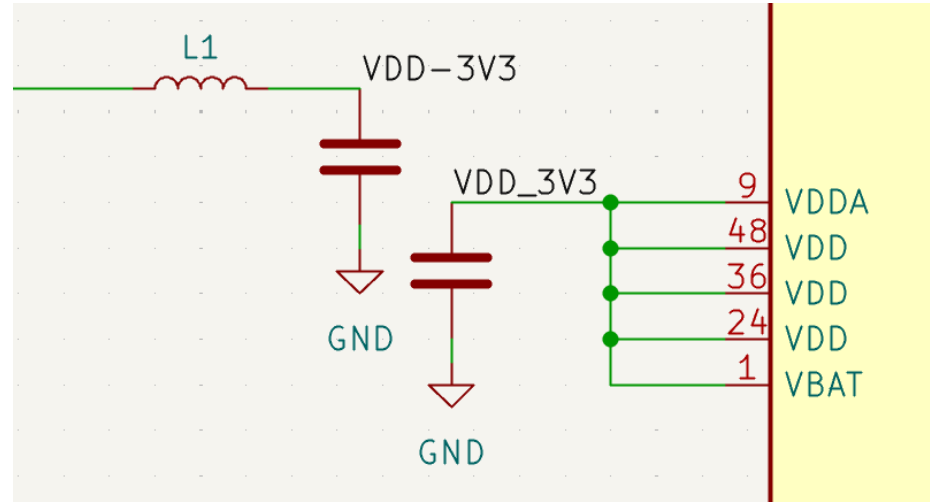 L1
VDD-3V3
VDD_3V3
9
VDDA
48
VDD
36
VDD
24
VDD
1
VBAT
GND
GND